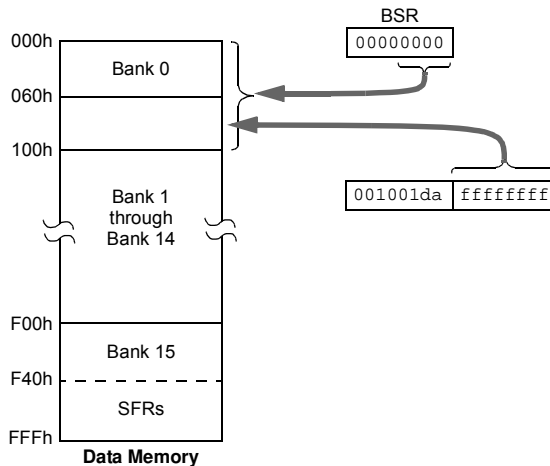 BSR
00000000
000h
Bank 0
060h
100h
001001da ffffffff
Bank 1
through
Bank 14
F00h
Bank 15
F40h
SFRs
FFFh
Data Memory